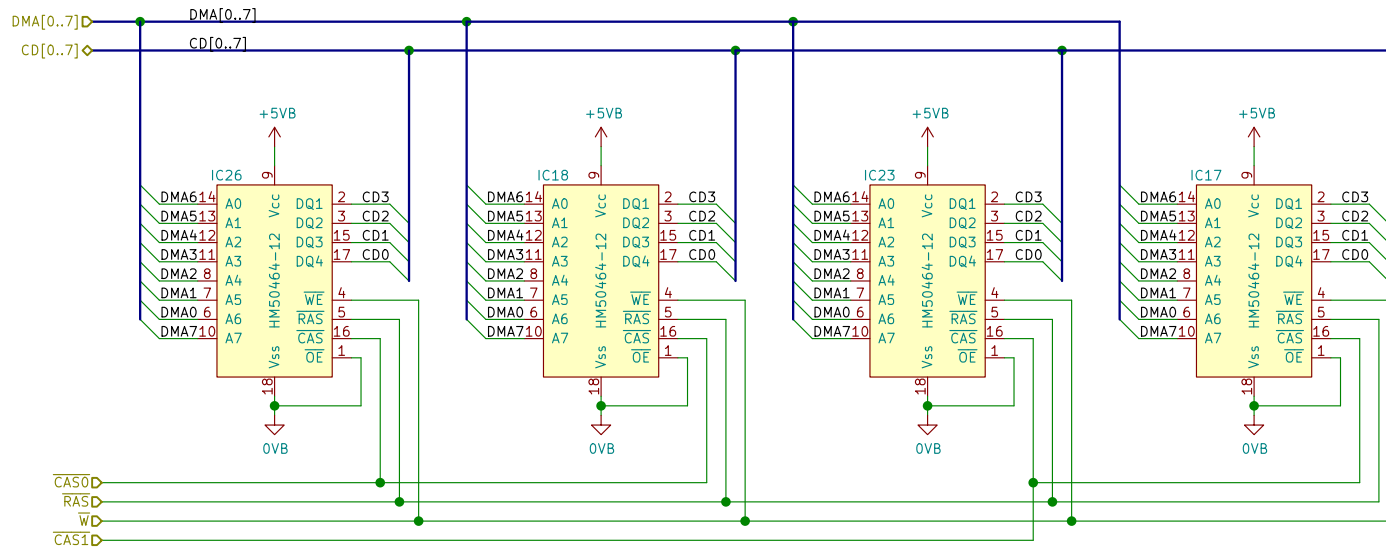 DMA[0..7]
DMA[0..7]
CD[0..7]
CD[0..7]
+5VB
+5VB
+5VB
+5VB
IC26
9
Vcc
HM50464-12
Vss
18
DMA6 14 A0
DMA5 13 A1
DMA4 12 A2
DMA3 11 A3
DMA2 8 A4
DMA1 7 A5
DMA0 6 A6
DMA7 10 A7
DQ1 2 CD3
DQ2 3 CD2
DQ3 15 CD1
DQ4 17 CD0
WE 4
RAS 5
CAS 16
OE 1
0VB
IC18
9
Vcc
HM50464-12
Vss
18
DMA6 14 A0
DMA5 13 A1
DMA4 12 A2
DMA3 11 A3
DMA2 8 A4
DMA1 7 A5
DMA0 6 A6
DMA7 10 A7
DQ1 2 CD3
DQ2 3 CD2
DQ3 15 CD1
DQ4 17 CD0
WE 4
RAS 5
CAS 16
OE 1
0VB
IC23
9
Vcc
HM50464-12
Vss
18
DMA6 14 A0
DMA5 13 A1
DMA4 12 A2
DMA3 11 A3
DMA2 8 A4
DMA1 7 A5
DMA0 6 A6
DMA7 10 A7
DQ1 2 CD3
DQ2 3 CD2
DQ3 15 CD1
DQ4 17 CD0
WE 4
RAS 5
CAS 16
OE 1
0VB
IC17
9
Vcc
HM50464-12
Vss
18
DMA6 14 A0
DMA5 13 A1
DMA4 12 A2
DMA3 11 A3
DMA2 8 A4
DMA1 7 A5
DMA0 6 A6
DMA7 10 A7
DQ1 2 CD3
DQ2 3 CD2
DQ3 15 CD1
DQ4 17 CD0
WE 4
RAS 5
CAS 16
OE 1
0VB
CAS0
RAS
W
CAS1